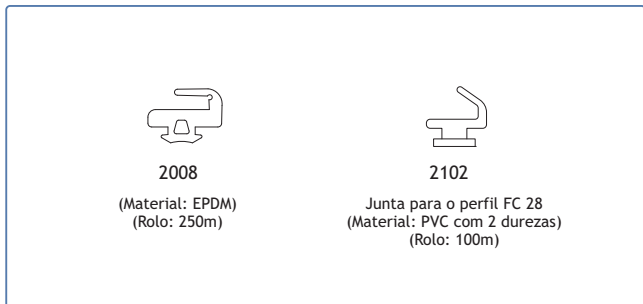 2008
(Material: EPDM)
(Rolo: 250m)
2102
Junta para o perfil FC 28
(Material: PVC com 2 durezas)
(Rolo: 100m)